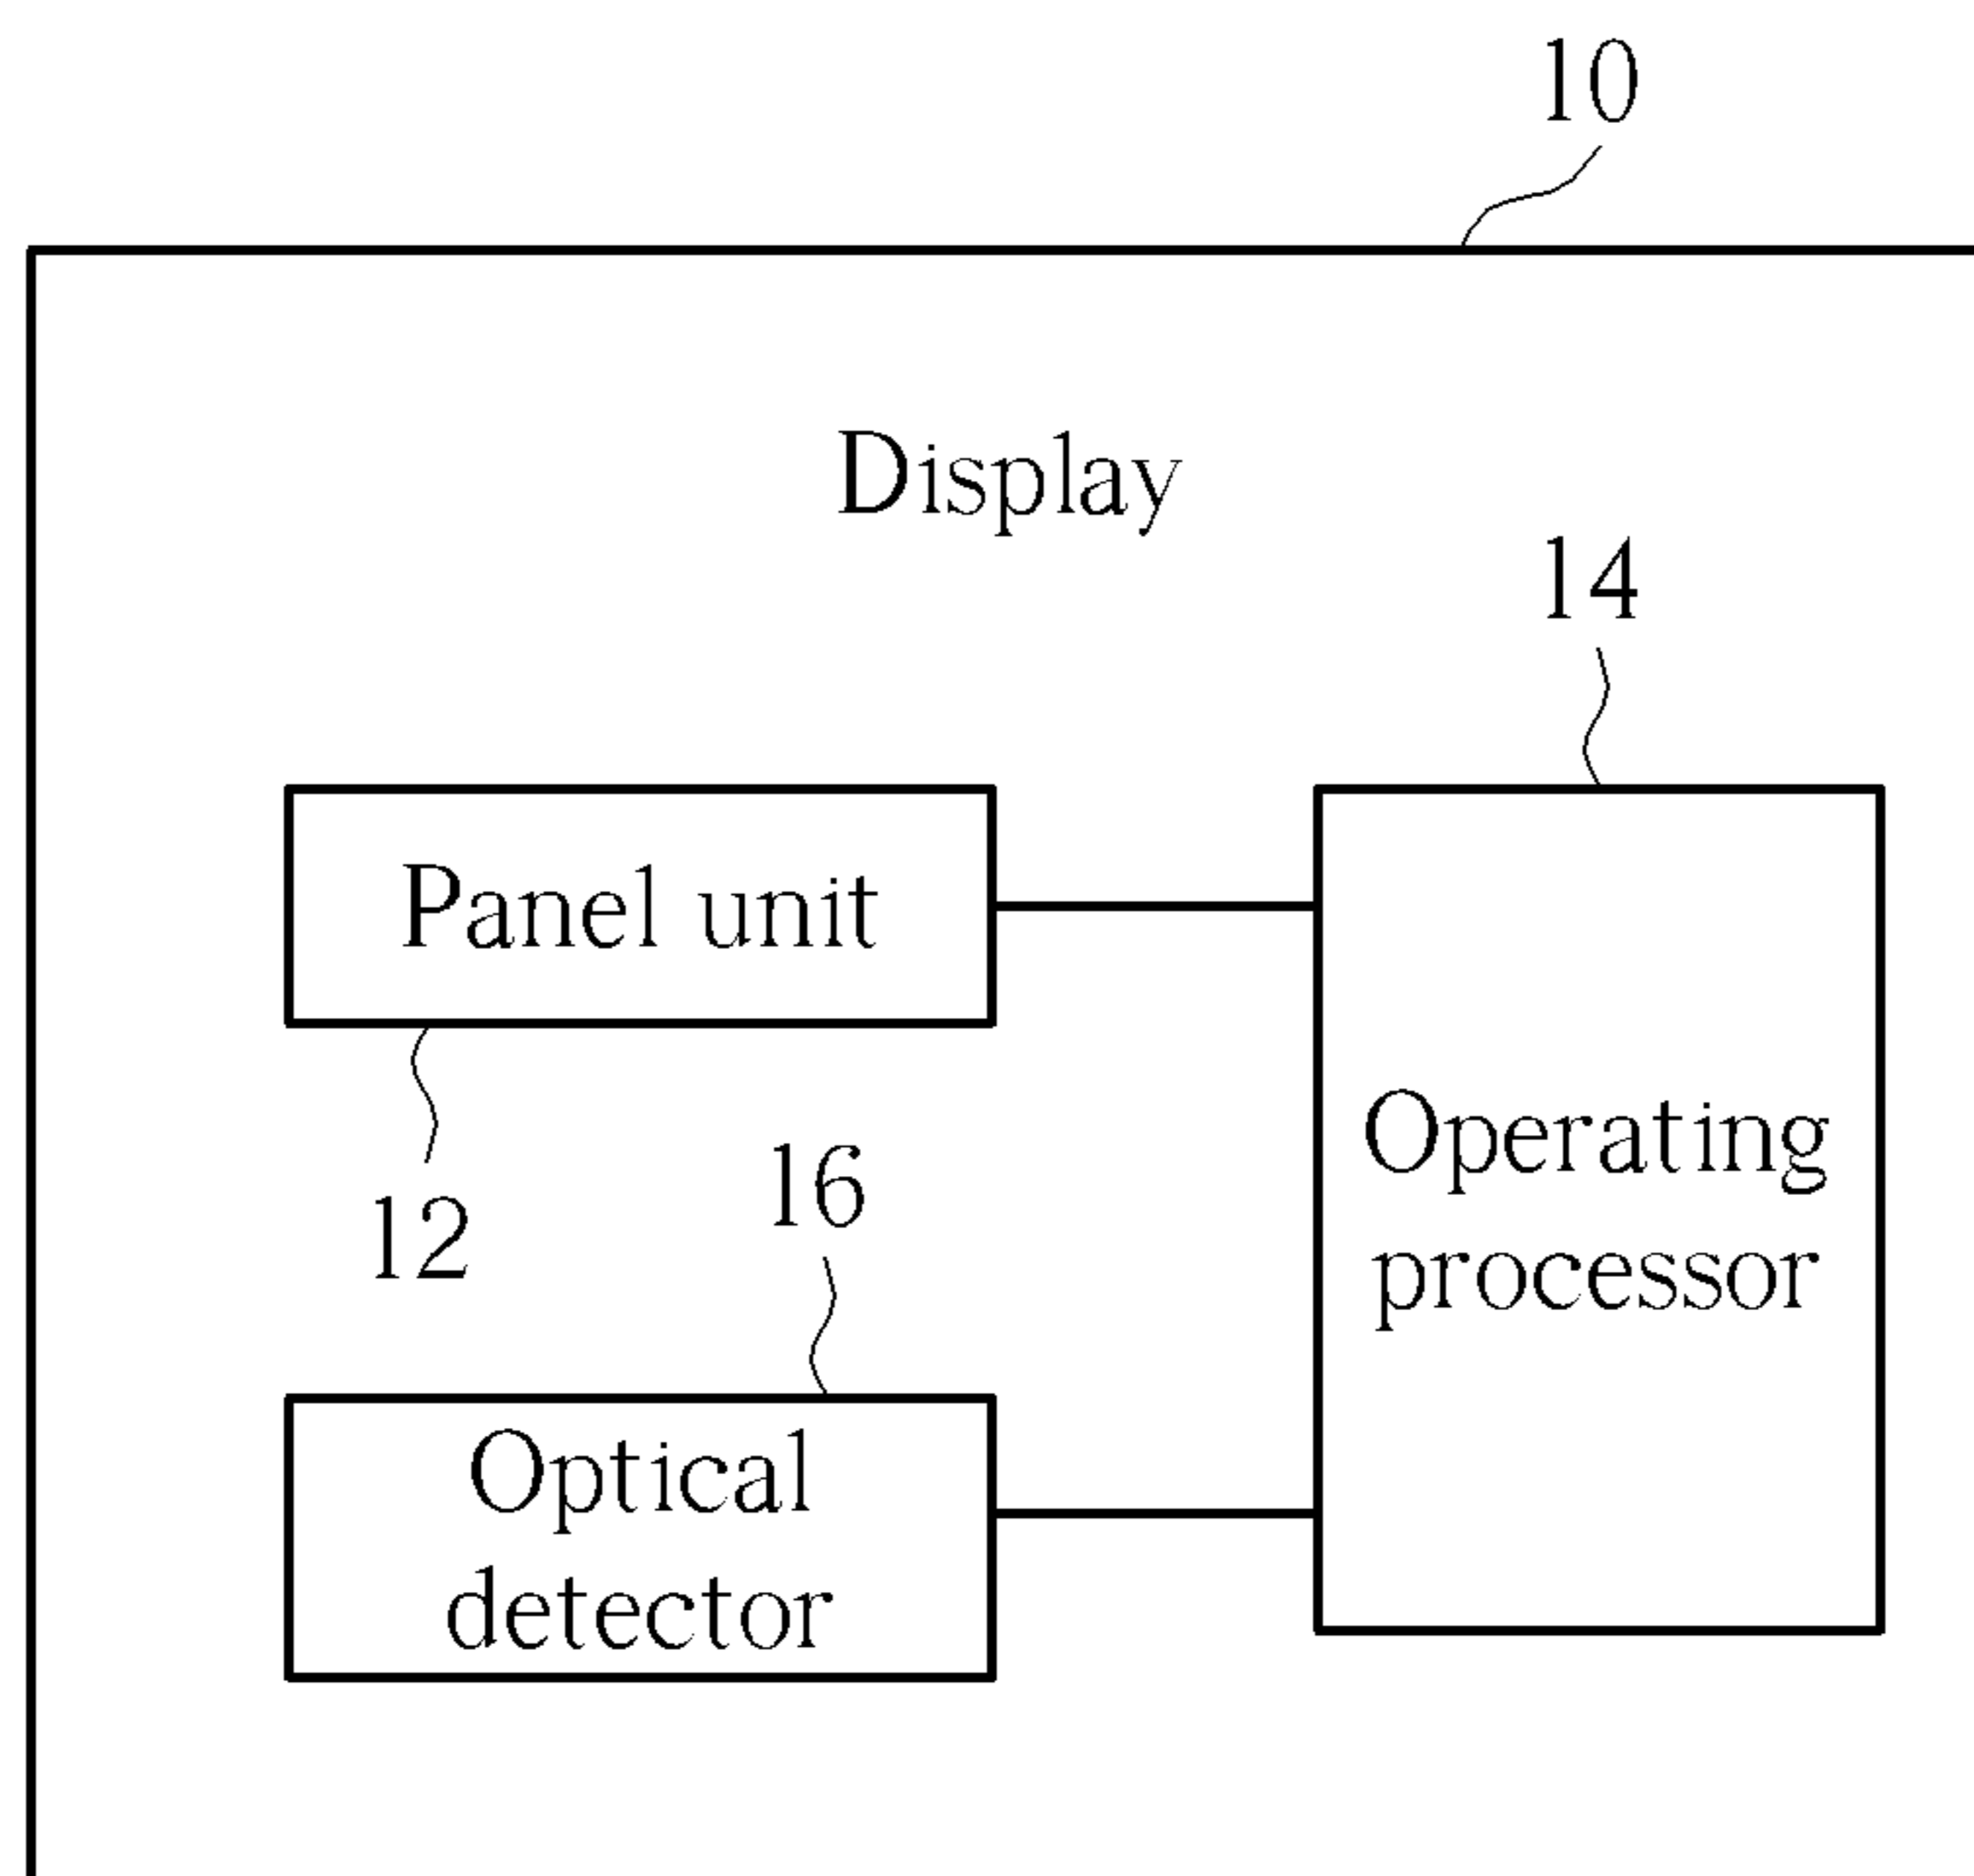 10
Display
14
Panel unit
12
16
Operating
processor
Optical
detector